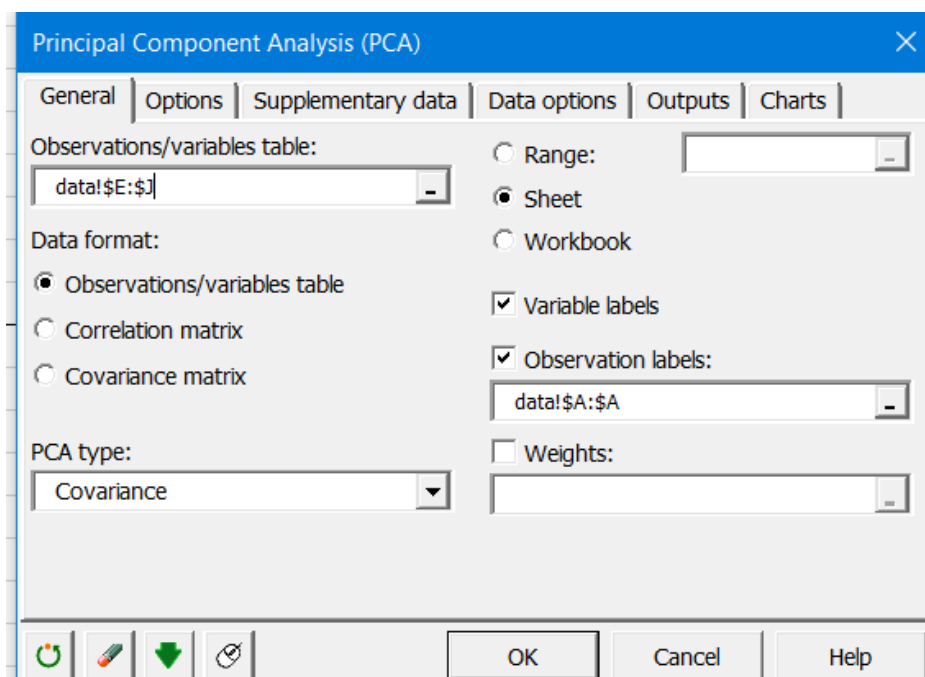 Principal Component Analysis (PCA)
General Options Supplementary data Data options Outputs Charts
Observations/variables table:
data!$E:$J
Data format:
Observations/variables table
Correlation matrix
Covariance matrix
PCA type:
Covariance
Range:
Sheet
Workbook
Variable labels
Observation labels:
data!$A:$A
Weights:
OK Cancel Help